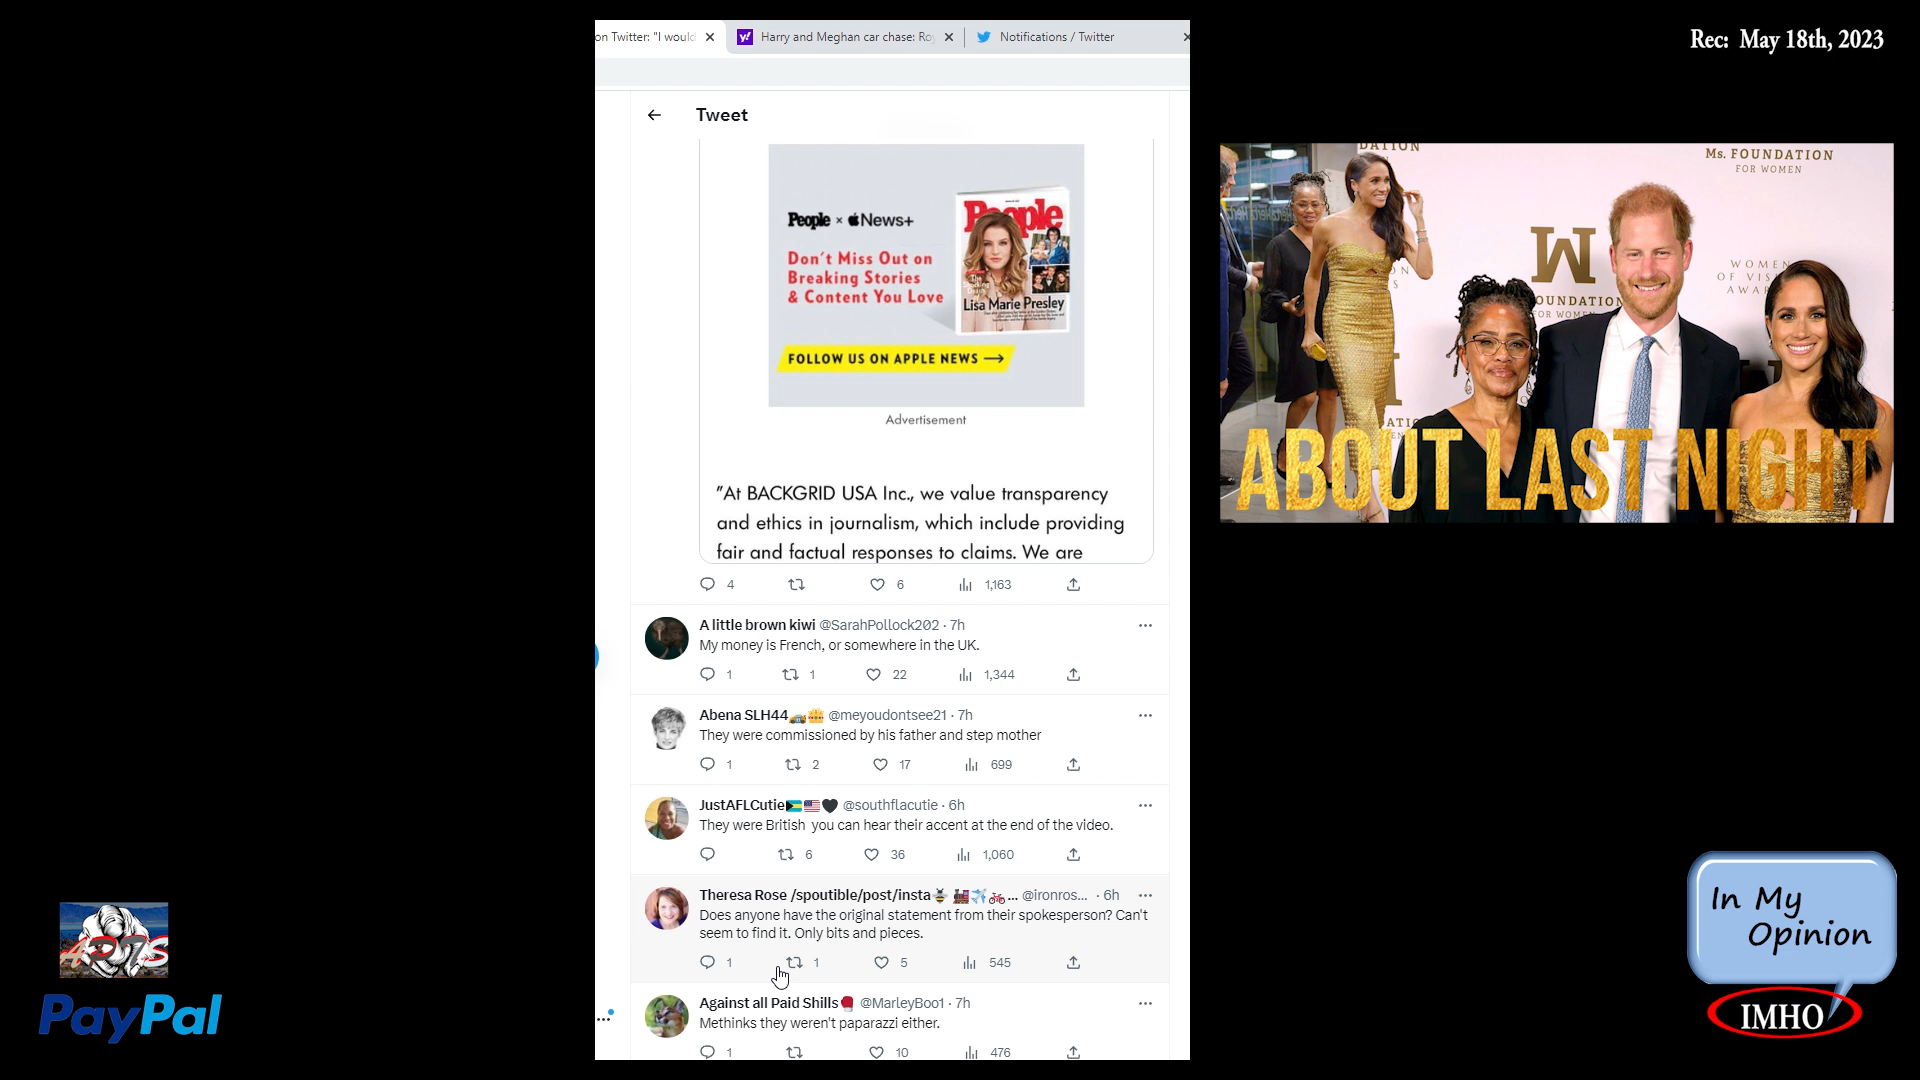 on Twitter: "I would
Harry and Meghan car chase: Ro
Notifications / Twitter
Rec: May 18th, 2023
Tweet
People × News+
Don't Miss Out on
Breaking Stories
& Content You Love
FOLLOW US ON APPLE NEWS →
People
Lisa Marie Presley
Advertisement
"At BACKGRID USA Inc., we value transparency
and ethics in journalism, which include providing
fair and factual responses to claims. We are
4 6 1,163
A little brown kiwi @SarahPollock202 · 7h
My money is French, or somewhere in the UK.
1 1 22 1,344
Abena SLH44 @meyoudontsee21 · 7h
They were commissioned by his father and step mother
1 2 17 699
JustAFLCutie @southflacutie · 6h
They were British you can hear their accent at the end of the video.
6 36 1,060
Theresa Rose /spoutible/post/insta ... @ironros... · 6h
Does anyone have the original statement from their spokesperson? Can't
seem to find it. Only bits and pieces.
1 1 5 545
Against all Paid Shills @MarleyBoo1 · 7h
Methinks they weren't paparazzi either.
1 10 476
DATION
Ms. FOUNDATION
FOR WOMEN
WOMEN
OF VIS
AWAR
OUNDATION
FOR WOMEN
ABOUT LAST NIGHT
PayPal
In My
Opinion
IMHO